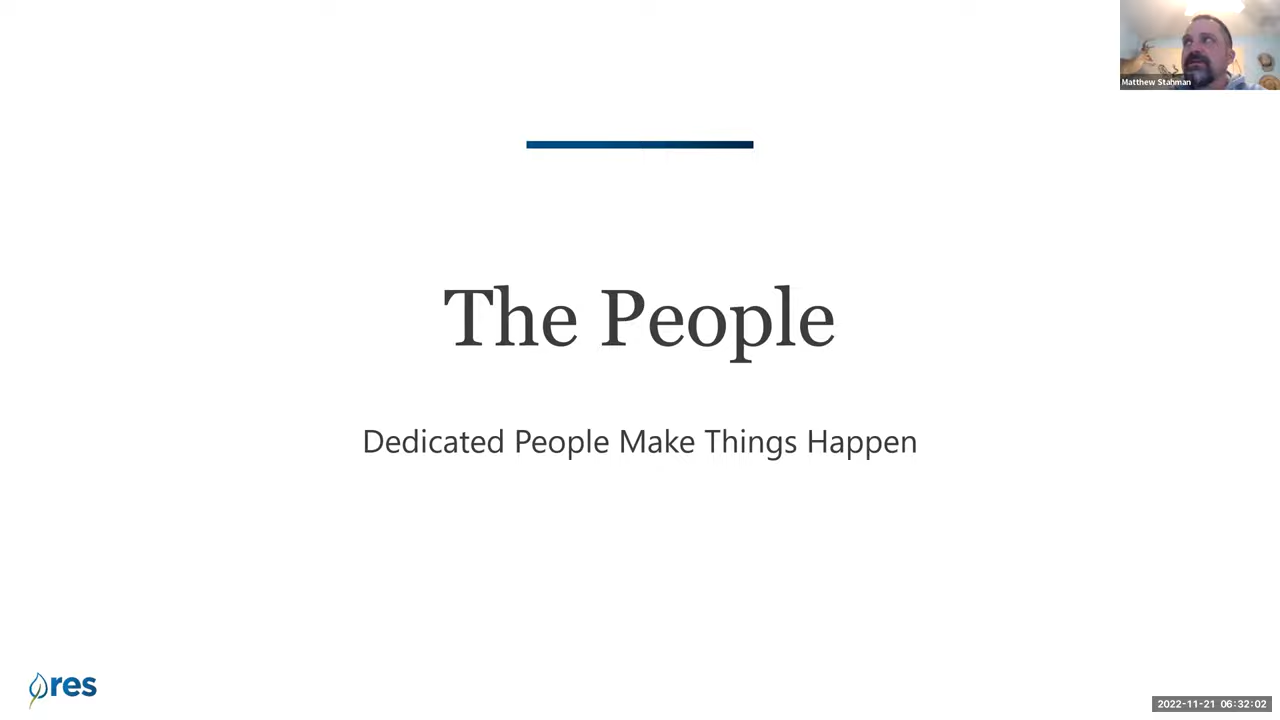 Matthew Stahman
The People
Dedicated People Make Things Happen
res
2022-11-21 06:32:02